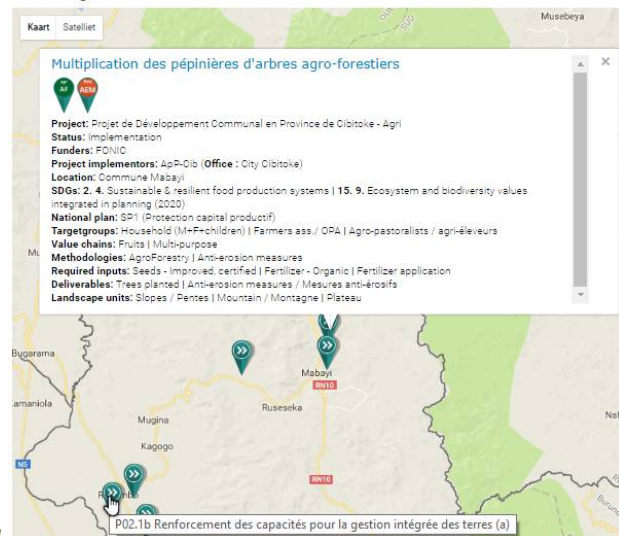 Kaart Satelliet
Musebeya
SUD
Multiplication des pépinières d'arbres agro-forestiers
AF AEM
Project: Projet de Développement Communal en Province de Cibitoke - Agri
Status: Implementation
Funders: FONIC
Project implementors: ApP-Cib (Office : City Cibitoke)
Location: Commune Mabayi
SDGs: 2. 4. Sustainable & resilient food production systems | 15. 9. Ecosystem and biodiversity values
integrated in planning (2020)
National plan: SP1 (Protection capital productif)
Targetgroups: Household (M+F+children) | Farmers ass./ OPA | Agro-pastoralists / agri-éleveurs
Value chains: Fruits | Multi-purpose
Methodologies: AgroForestry | Anti-erosion measures
Required inputs: Seeds - Improved, certified | Fertilizer - Organic | Fertilizer application
Deliverables: Trees planted | Anti-erosion measures / Mesures anti-érosifs
Landscape units: Slopes / Pentes | Mountain / Montagne | Plateau
Bugarama
Mabayi
RN10
Ruseseka
Mugina
Kagogo
N5
RN10
P02.1b Renforcement des capacités pour la gestion intégrée des terres (a)